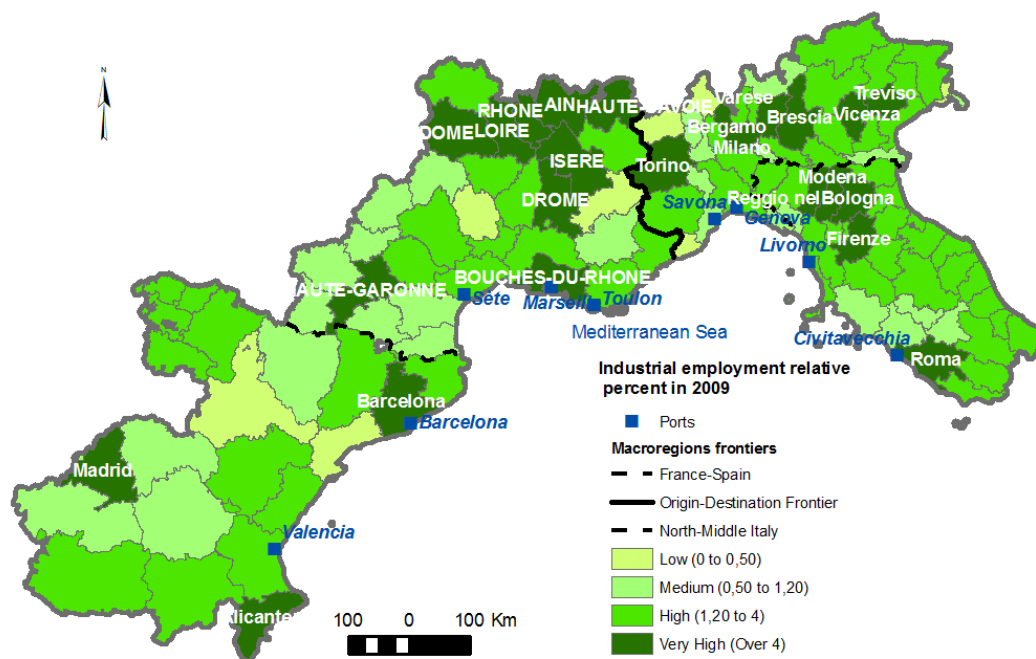 N
RHONE
AIN
HAUTE-SAVOIE
DOME
LOIRE
ISERE
DROME
Varese
Bergamo
Milano
Brescia
Treviso
Vicenza
Torino
Modena
Reggio nel
Bologna
Savona
Genova
Livorno
Firenze
BOUCHES-DU-RHONE
AUTE-GARONNE
Sète
Marseill
Toulon
Mediterranean Sea
Civitavecchia
Roma
Barcelona
Barcelona
Madrid
Valencia
Alicante
Industrial employment relative
percent in 2009
Ports
Macroregions frontiers
France-Spain
Origin-Destination Frontier
North-Middle Italy
Low (0 to 0,50)
Medium (0,50 to 1,20)
High (1,20 to 4)
Very High (Over 4)
100 0 100 Km